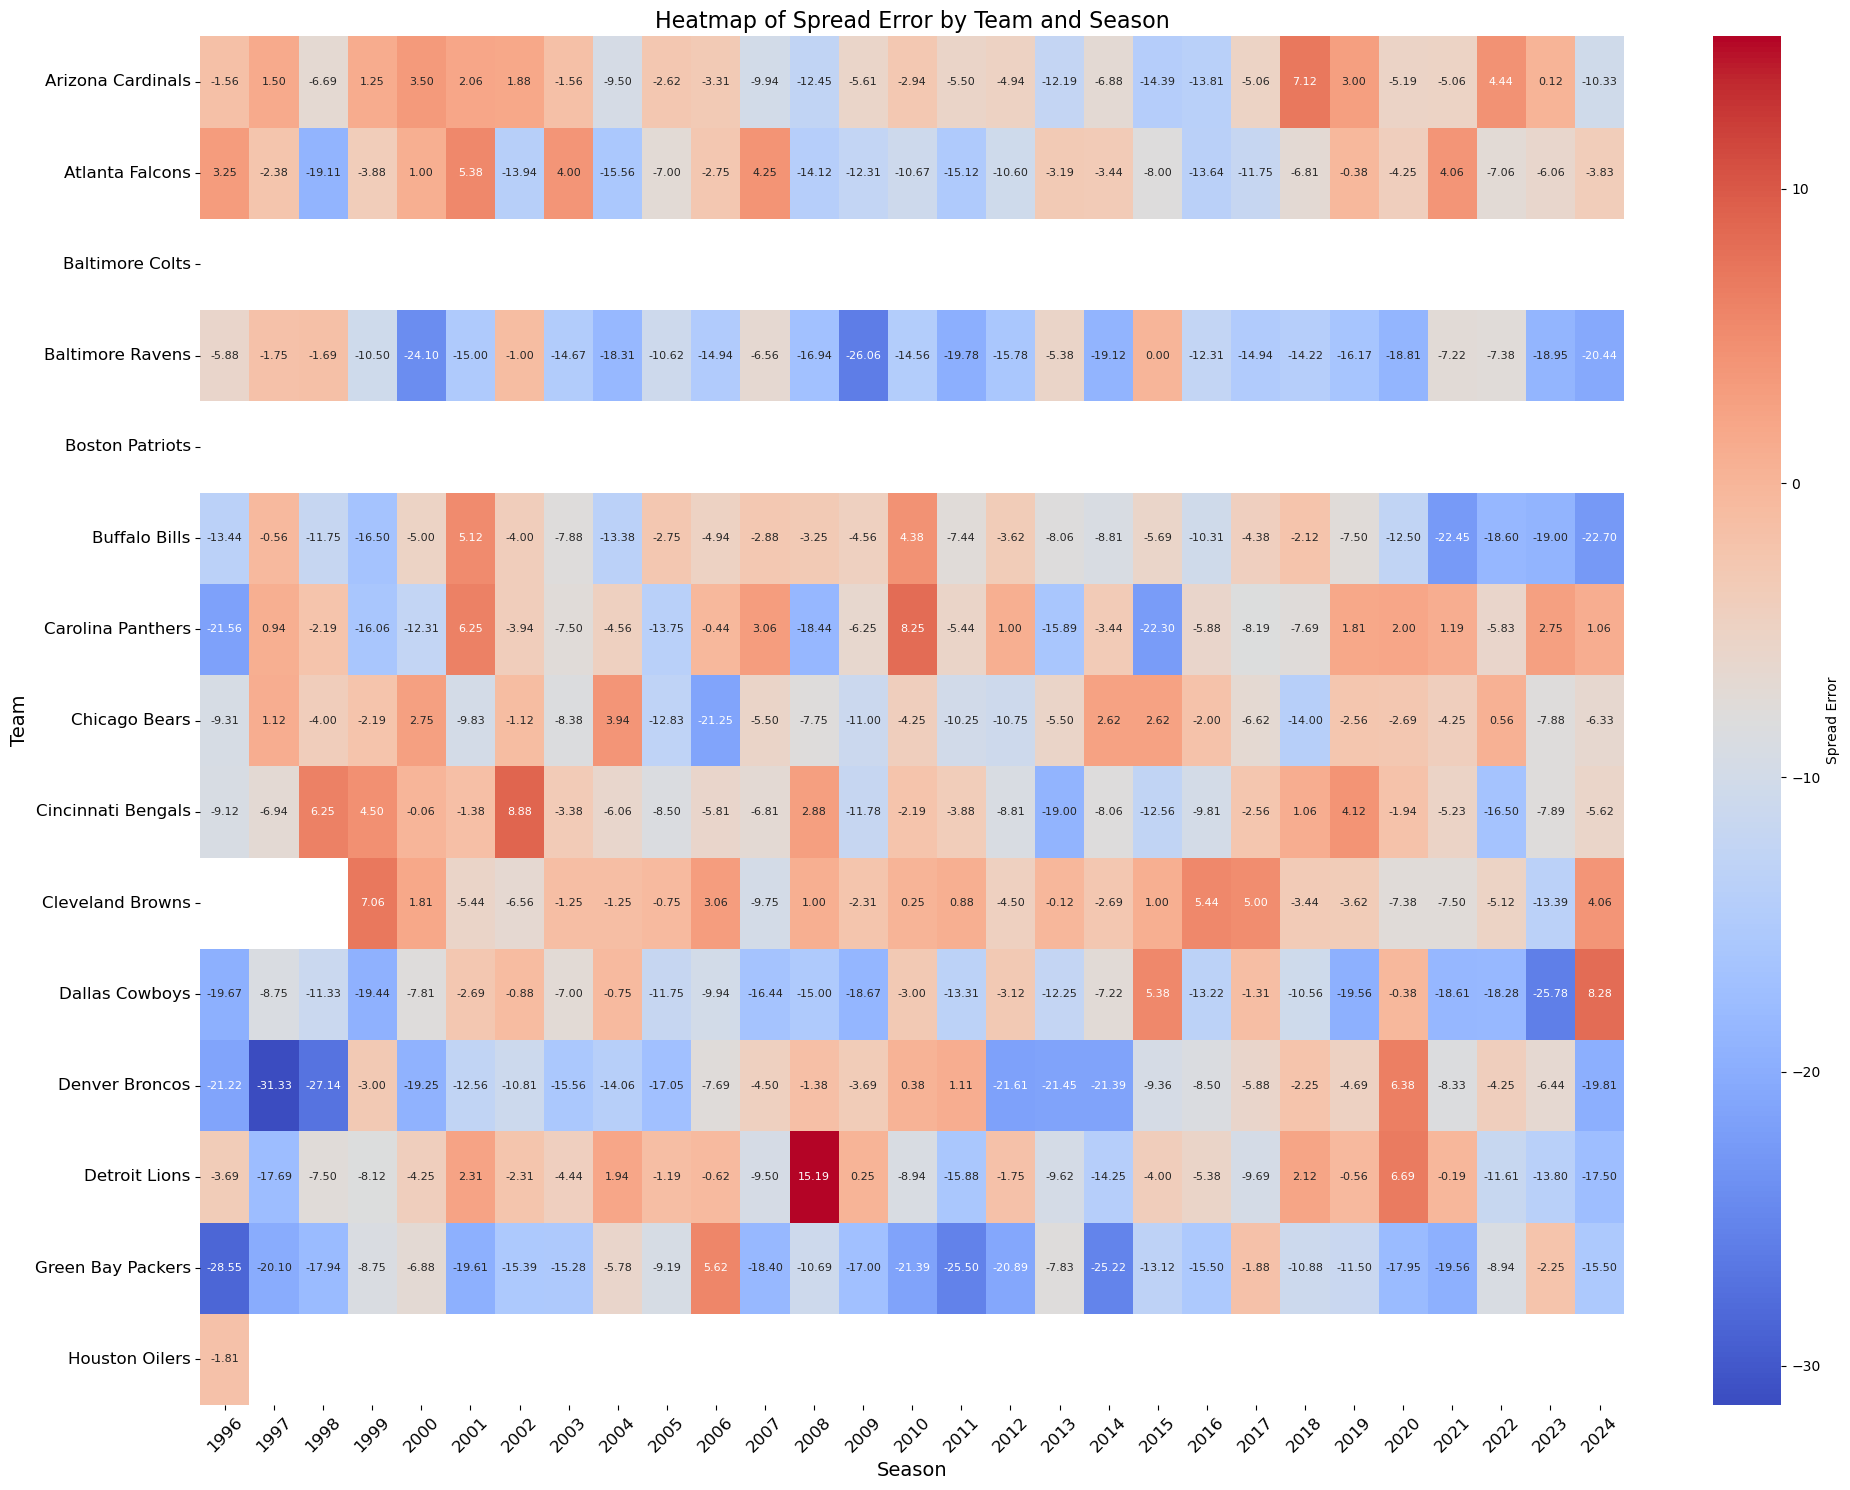 Heatmap of Spread Error by Team and Season
Arizona Cardinals -1.56 1.50 -6.69 1.25 3.50 2.06 1.88 -1.56 -9.50 -2.62 -3.31 -9.94 -12.45 -5.61 -2.94 -5.50 -4.94 -12.19 -6.88 -14.39 -13.81 -5.06 7.12 3.00 -5.19 -5.06 4.44 0.12 -10.33
Atlanta Falcons 3.25 -2.38 -19.11 -3.88 1.00 5.38 -13.94 4.00 -15.56 -7.00 -2.75 4.25 -14.12 -12.31 -10.67 -15.12 -10.60 -3.19 -3.44 -8.00 -13.64 -11.75 -6.81 -0.38 -4.25 4.06 -7.06 -6.06 -3.83
Baltimore Colts
Baltimore Ravens -5.88 -1.75 -1.69 -10.50 -24.10 -15.00 -1.00 -14.67 -18.31 -10.62 -14.94 -6.56 -16.94 -26.06 -14.56 -19.78 -15.78 -5.38 -19.12 0.00 -12.31 -14.94 -14.22 -16.17 -18.81 -7.22 -7.38 -18.95 -20.44
Boston Patriots
Buffalo Bills -13.44 -0.56 -11.75 -16.50 -5.00 5.12 -4.00 -7.88 -13.38 -2.75 -4.94 -2.88 -3.25 -4.56 4.38 -7.44 -3.62 -8.06 -8.81 -5.69 -10.31 -4.38 -2.12 -7.50 -12.50 -22.45 -18.60 -19.00 -22.70
Carolina Panthers -21.56 0.94 -2.19 -16.06 -12.31 6.25 -3.94 -7.50 -4.56 -13.75 -0.44 3.06 -18.44 -6.25 8.25 -5.44 1.00 -15.89 -3.44 -22.30 -5.88 -8.19 -7.69 1.81 2.00 1.19 -5.83 2.75 1.06
Chicago Bears -9.31 1.12 -4.00 -2.19 2.75 -9.83 -1.12 -8.38 3.94 -12.83 -21.25 -5.50 -7.75 -11.00 -4.25 -10.25 -10.75 -5.50 2.62 2.62 -2.00 -6.62 -14.00 -2.56 -2.69 -4.25 0.56 -7.88 -6.33
Cincinnati Bengals -9.12 -6.94 6.25 4.50 -0.06 -1.38 8.88 -3.38 -6.06 -8.50 -5.81 -6.81 2.88 -11.78 -2.19 -3.88 -8.81 -19.00 -8.06 -12.56 -9.81 -2.56 1.06 4.12 -1.94 -5.23 -16.50 -7.89 -5.62
Cleveland Browns 7.06 1.81 -5.44 -6.56 -1.25 -1.25 -0.75 3.06 -9.75 1.00 -2.31 0.25 0.88 -4.50 -0.12 -2.69 1.00 5.44 5.00 -3.44 -3.62 -7.38 -7.50 -5.12 -13.39 4.06
Dallas Cowboys -19.67 -8.75 -11.33 -19.44 -7.81 -2.69 -0.88 -7.00 -0.75 -11.75 -9.94 -16.44 -15.00 -18.67 -3.00 -13.31 -3.12 -12.25 -7.22 5.38 -13.22 -1.31 -10.56 -19.56 -0.38 -18.61 -18.28 -25.78 8.28
Denver Broncos -21.22 -31.33 -27.14 -3.00 -19.25 -12.56 -10.81 -15.56 -14.06 -17.05 -7.69 -4.50 -1.38 -3.69 0.38 1.11 -21.61 -21.45 -21.39 -9.36 -8.50 -5.88 -2.25 -4.69 6.38 -8.33 -4.25 -6.44 -19.81
Detroit Lions -3.69 -17.69 -7.50 -8.12 -4.25 2.31 -2.31 -4.44 1.94 -1.19 -0.62 -9.50 15.19 0.25 -8.94 -15.88 -1.75 -9.62 -14.25 -4.00 -5.38 -9.69 2.12 -0.56 6.69 -0.19 -11.61 -13.80 -17.50
Green Bay Packers -28.55 -20.10 -17.94 -8.75 -6.88 -19.61 -15.39 -15.28 -5.78 -9.19 5.62 -18.40 -10.69 -17.00 -21.39 -25.50 -20.89 -7.83 -25.22 -13.12 -15.50 -1.88 -10.88 -11.50 -17.95 -19.56 -8.94 -2.25 -15.50
Houston Oilers -1.81
1996 1997 1998 1999 2000 2001 2002 2003 2004 2005 2006 2007 2008 2009 2010 2011 2012 2013 2014 2015 2016 2017 2018 2019 2020 2021 2022 2023 2024
Season
Team
10
0
−10
−20
−30
Spread Error